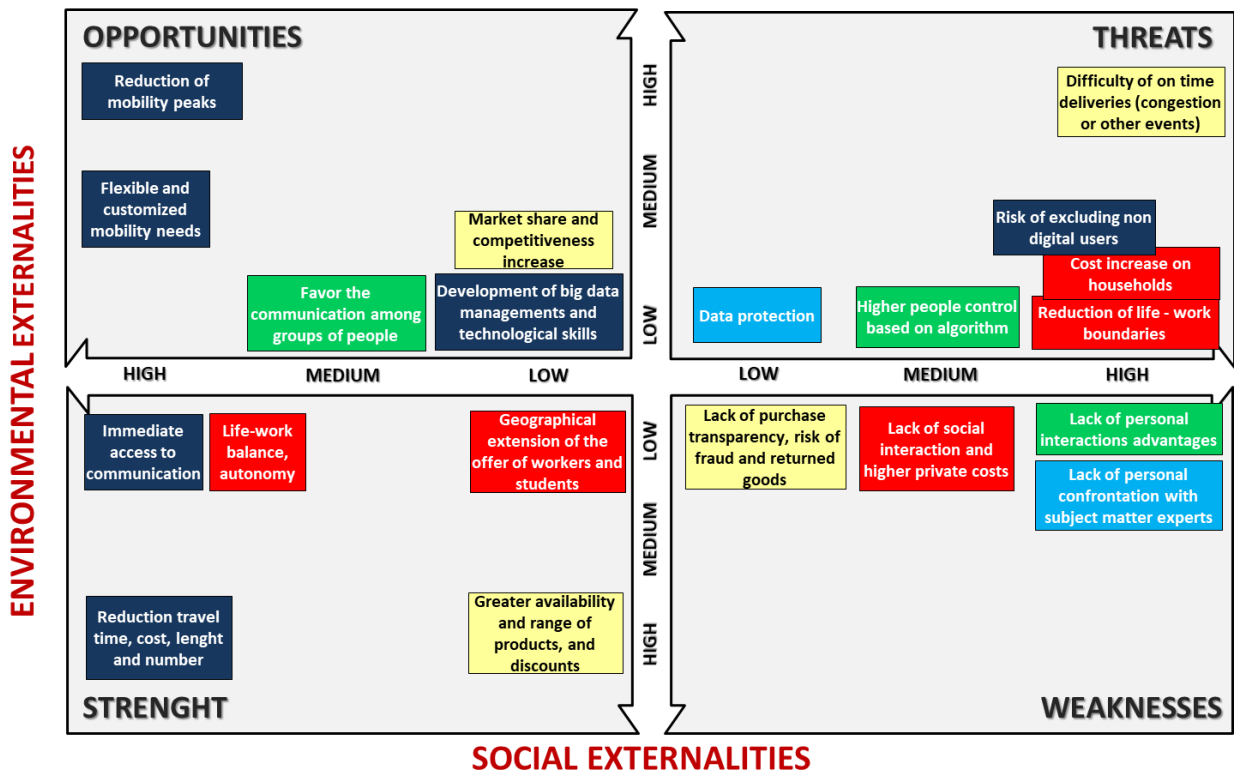 OPPORTUNITIES
Reduction of
mobility peaks
Flexible and
customized
mobility needs
Market share and
competitiveness
increase
Favor the
communication among
groups of people
Development of big data
managements and
technological skills
HIGH
MEDIUM
LOW
THREATS
Difficulty of on time
deliveries (congestion
or other events)
Risk of excluding non
digital users
Cost increase on
households
Data protection
Higher people control
based on algorithm
Reduction of life - work
boundaries
HIGH
MEDIUM
LOW
LOW
MEDIUM
HIGH
Immediate
access to
communication
Life-work
balance,
autonomy
Geographical
extension of the
offer of workers and
students
Reduction travel
time, cost, lenght
and number
Greater availability
and range of
products, and
discounts
STRENGHT
LOW
MEDIUM
HIGH
Lack of purchase
transparency, risk of
fraud and returned
goods
Lack of social
interaction and
higher private costs
Lack of personal
interactions advantages
Lack of personal
confrontation with
subject matter experts
WEAKNESSES
ENVIRONMENTAL EXTERNALITIES
SOCIAL EXTERNALITIES